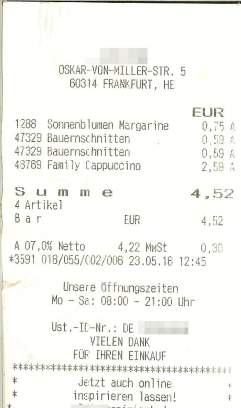 OSKAR-VON-MILLER-STR. 5
60314 FRANKFURT, HE
EUR
1288 Sonnenblumen Margarine 0,75 A
47329 Bauernschnitten 0,59 A
47329 Bauernschnitten 0,59 A
48769 Family Cappuccino 2,59 A
Summe 4,52
4 Artikel
Bar EUR 4,52
A 07,0% Netto 4,22 MwSt 0,30
*3591 018/055/002/006 23.05.18 12:45
Unsere Öffnungszeiten
Mo - Sa: 08:00 - 21:00 Uhr
Ust.-ID-Nr.: DE
VIELEN DANK
FÜR IHREN EINKAUF
****************************************
* Jetzt auch online *
* inspirieren lassen! *